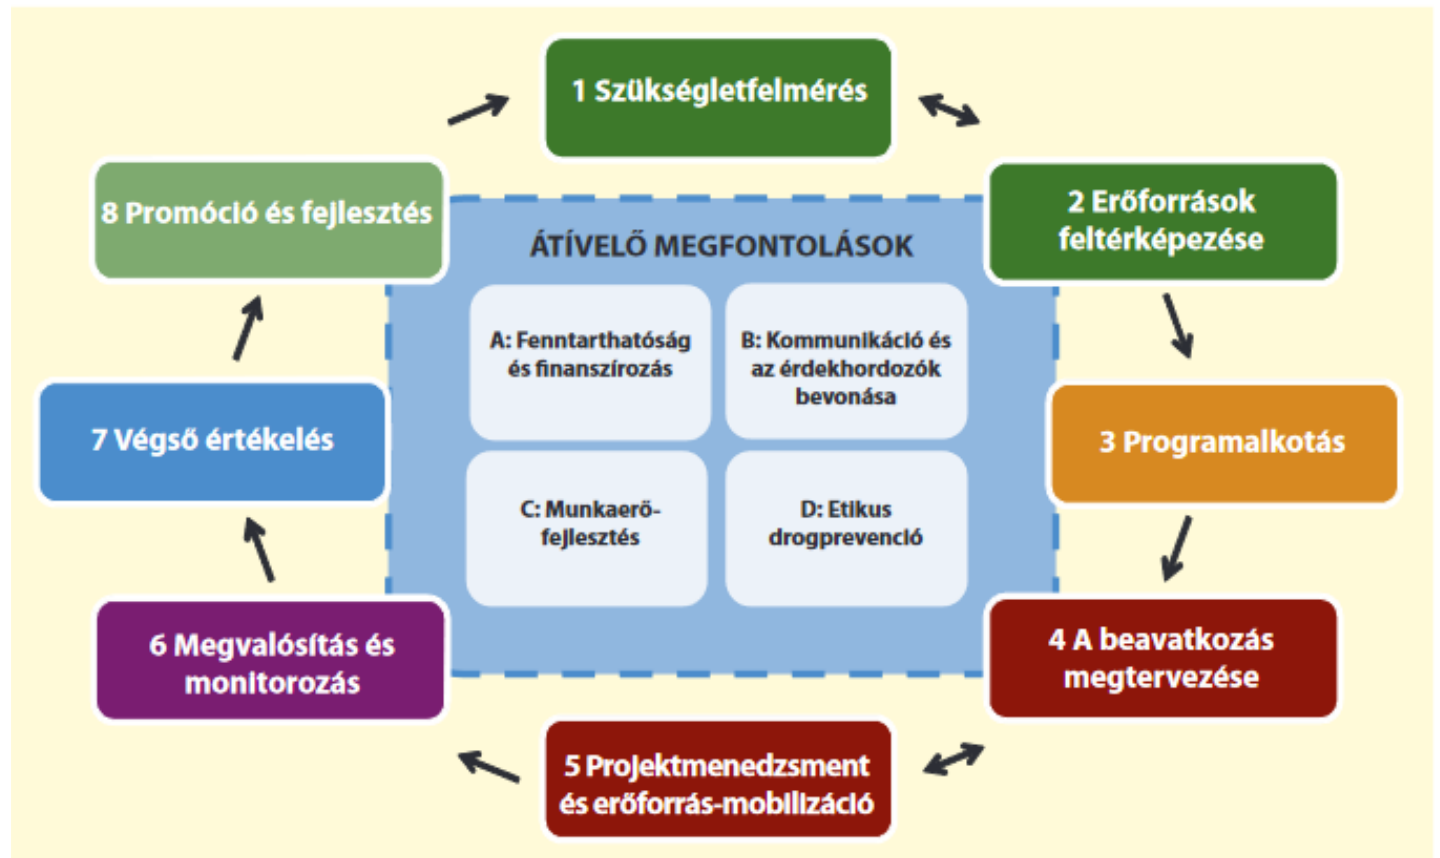 1 Szükségletfelmérés
2 Erőforrások
feltérképezése
3 Programalkotás
4 A beavatkozás
megtervezése
5 Projektmenedzsment
és erőforrás-mobilizáció
6 Megvalósítás és
monitorozás
7 Végső értékelés
8 Promóció és fejlesztés
ÁTÍVELŐ MEGFONTOLÁSOK
A: Fenntarthatóság
és finanszírozás
B: Kommunikáció és
az érdekhordozók
bevonása
C: Munkaerő-
fejlesztés
D: Etikus
drogprevenció